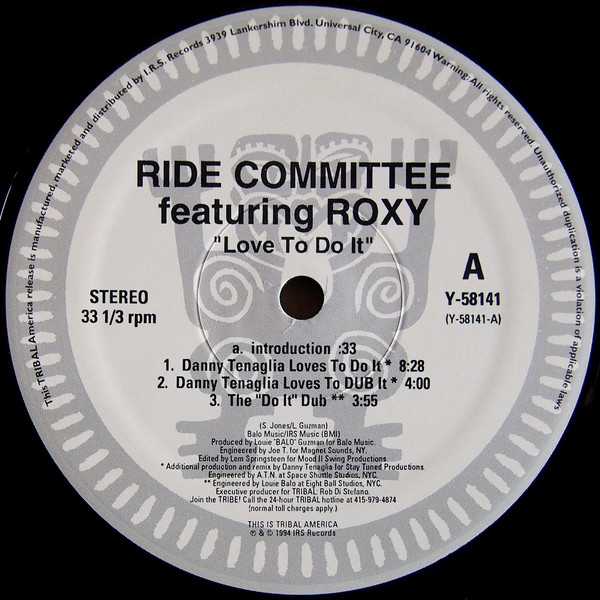 This TRIBAL America release is manufactured, marketed and distributed by I.R.S. Records 3939 Lankershim Blvd. Universal City, CA 91604 Warning: All rights reserved. Unauthorized duplication is a violation of applicable laws
RIDE COMMITTEE
featuring ROXY
"Love To Do It"
A
STEREO
33 1/3 rpm
Y-58141
(Y-58141-A)
a. introduction :33
1. Danny Tenaglia Loves To Do It * 8:28
2. Danny Tenaglia Loves To DUB It * 4:00
3. The "Do It" Dub ** 3:55
(S. Jones/L. Guzman)
Balo Music/IRS Music (BMI)
Produced by Louie "BALO" Guzman for Balo Music.
Engineered by Joe T. for Magnet Sounds, NY.
Edited by Lem Springsteen for Mood II Swing Productions.
* Additional production and remix by Danny Tenaglia for Stay Tuned Productions.
Engineered by A.T.N. at Space Shuttle Studios, NYC.
** Engineered by Louie Balo at Eight Ball Studios, NYC.
Executive producer for TRIBAL: Rob Di Stefano.
Join the TRIBE! Call the 24-hour TRIBAL hotline at 415-979-4874
(normal toll charges apply.)
THIS IS TRIBAL AMERICA
℗ & © 1994 IRS Records